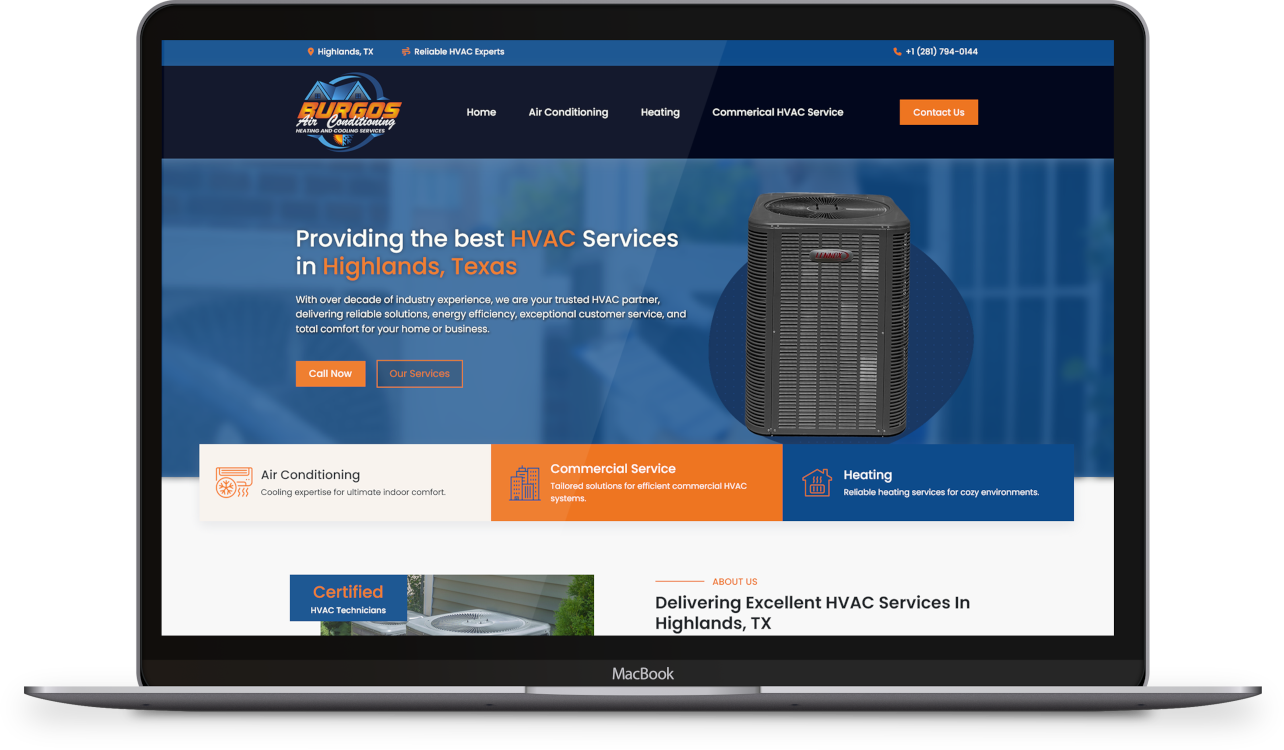 Highlands, TX
Reliable HVAC Experts
+1 (281) 794-0144
BURGOS
Air Conditioning
HEATING AND COOLING SERVICES
Home
Air Conditioning
Heating
Commerical HVAC Service
Contact Us
Providing the best HVAC Services
in Highlands, Texas
With over decade of industry experience, we are your trusted HVAC partner,
delivering reliable solutions, energy efficiency, exceptional customer service, and
total comfort for your home or business.
Call Now
Our Services
LENNOX
Air Conditioning
Cooling expertise for ultimate indoor comfort.
Commercial Service
Tailored solutions for efficient commercial HVAC
systems.
Heating
Reliable heating services for cozy environments.
Certified
HVAC Technicians
ABOUT US
Delivering Excellent HVAC Services In
Highlands, TX
MacBook